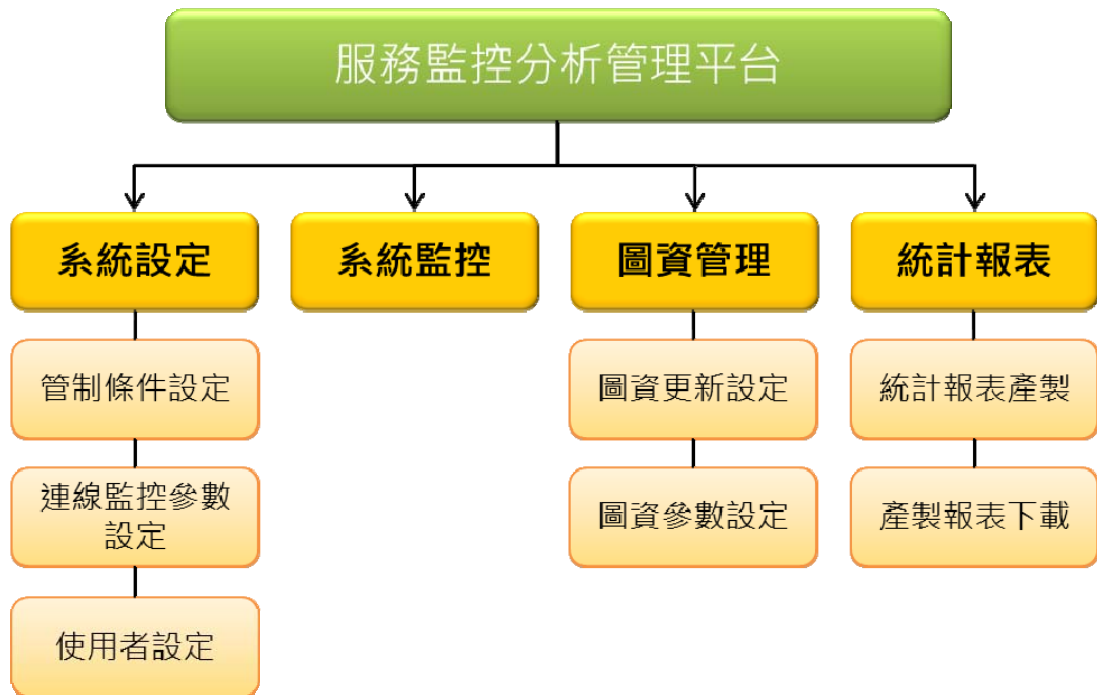 服務監控分析管理平台
系統設定
系統監控
圖資管理
統計報表
管制條件設定
圖資更新設定
統計報表產製
連線監控參數
設定
圖資參數設定
產製報表下載
使用者設定